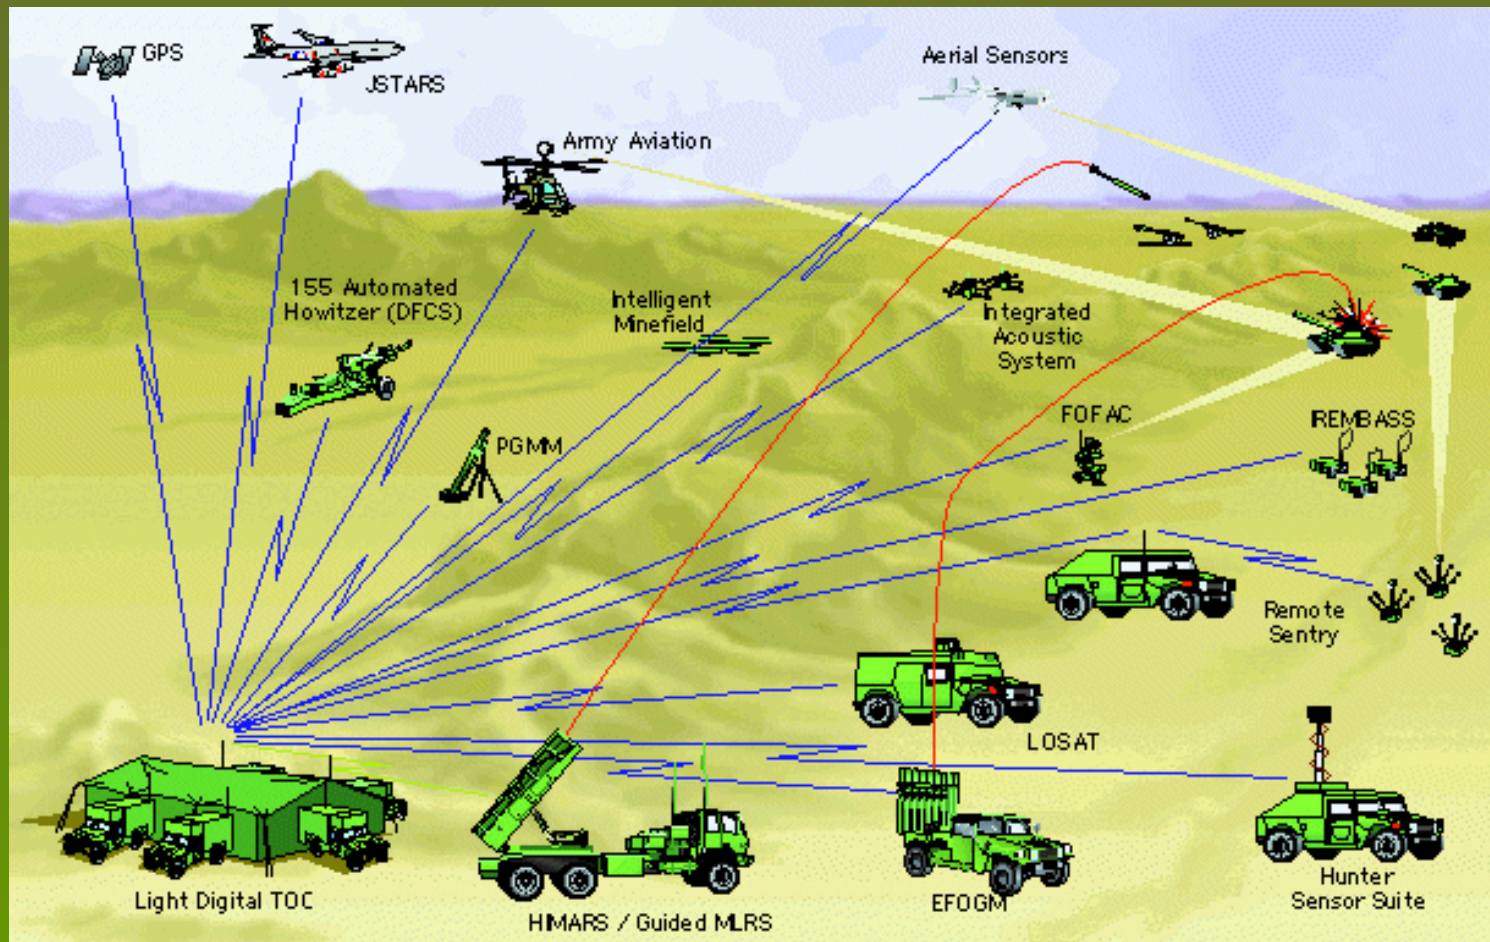 GPS
JSTARS
Aerial Sensors
Army Aviation
155 Automated
Howitzer (DFCS)
Intelligent
Minefield
Integrated
Acoustic
System
PGMM
FOFAC
IREMBASS
Remote
Sentry
LOSAT
Light Digital TOC
HIMARS / Guided MLRS
EFOGM
Hunter
Sensor Suite